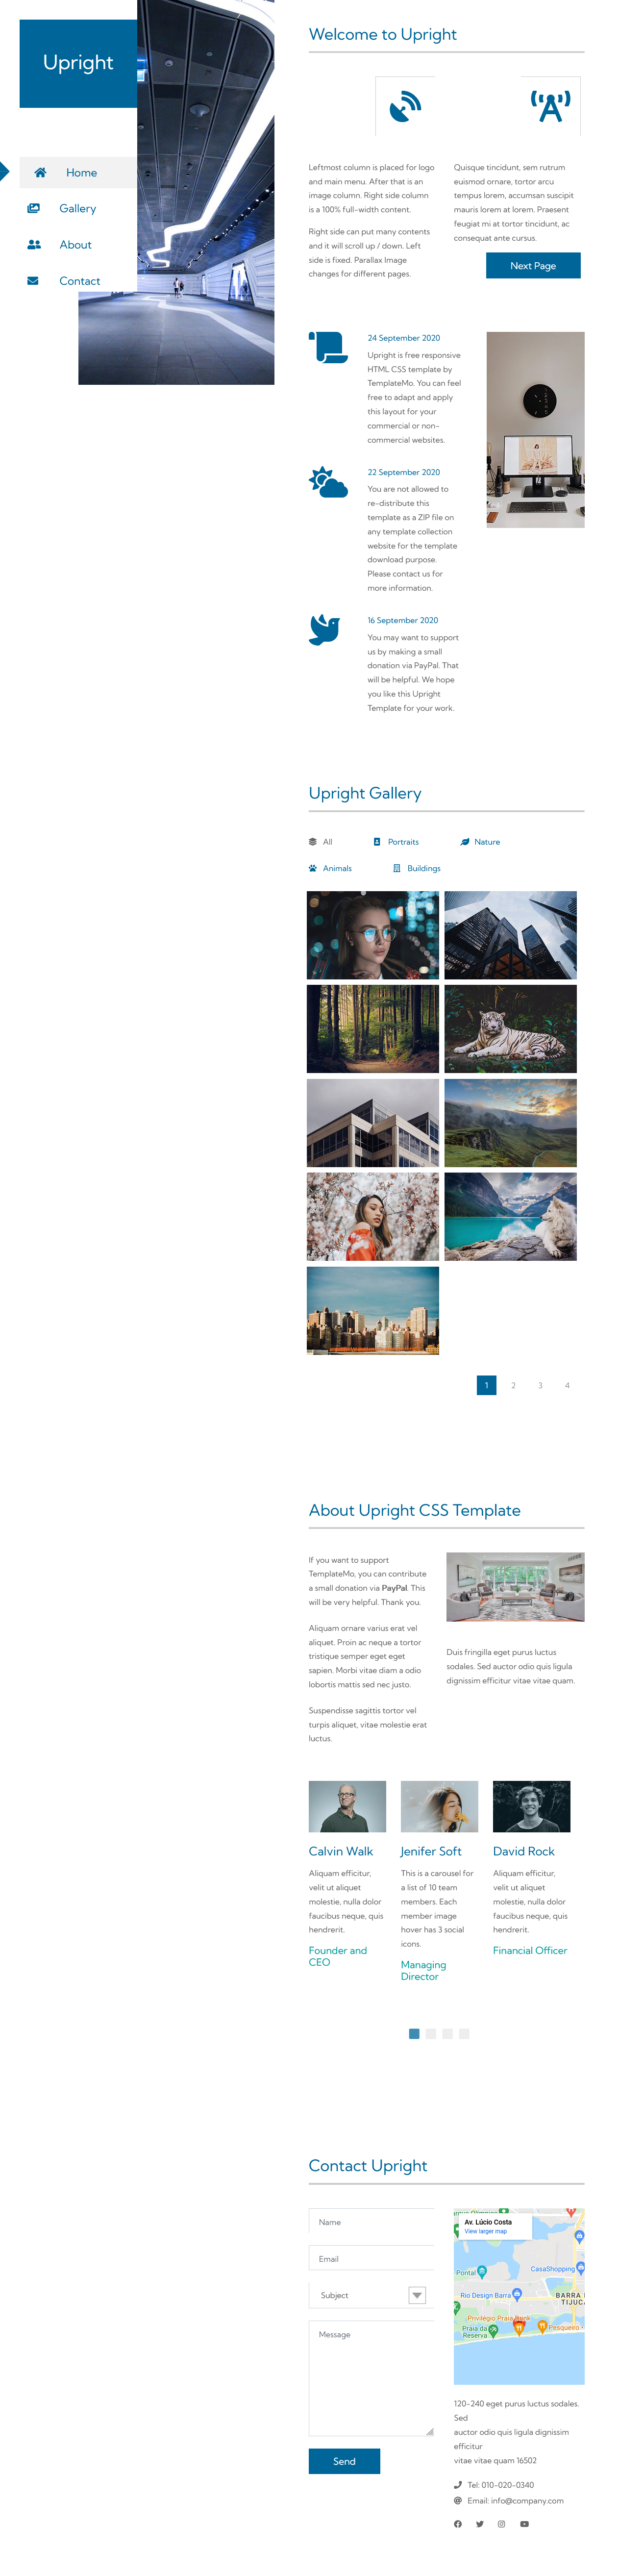 Upright
Home
Gallery
About
Contact
Welcome to Upright
Leftmost column is placed for logo
and main menu. After that is an
image column. Right side column
is a 100% full-width content.
Right side can put many contents
and it will scroll up / down. Left
side is fixed. Parallax Image
changes for different pages.
Quisque tincidunt, sem rutrum
euismod ornare, tortor arcu
tempus lorem, accumsan suscipit
mauris lorem at lorem. Praesent
feugiat mi at tortor tincidunt, ac
consequat ante cursus.
Next Page
24 September 2020
Upright is free responsive
HTML CSS template by
TemplateMo. You can feel
free to adapt and apply
this layout for your
commercial or non-
commercial websites.
22 September 2020
You are not allowed to
re-distribute this
template as a ZIP file on
any template collection
website for the template
download purpose.
Please contact us for
more information.
16 September 2020
You may want to support
us by making a small
donation via PayPal. That
will be helpful. We hope
you like this Upright
Template for your work.
Upright Gallery
All
Portraits
Nature
Animals
Buildings
1 2 3 4
About Upright CSS Template
If you want to support
TemplateMo, you can contribute
a small donation via PayPal. This
will be very helpful. Thank you.
Aliquam ornare varius erat vel
aliquet. Proin ac neque a tortor
tristique semper eget eget
sapien. Morbi vitae diam a odio
lobortis mattis sed nec justo.
Suspendisse sagittis tortor vel
turpis aliquet, vitae molestie erat
luctus.
Duis fringilla eget purus luctus
sodales. Sed auctor odio quis ligula
dignissim efficitur vitae vitae quam.
Calvin Walk
Aliquam efficitur,
velit ut aliquet
molestie, nulla dolor
faucibus neque, quis
hendrerit.
Founder and
CEO
Jenifer Soft
This is a carousel for
a list of 10 team
members. Each
member image
hover has 3 social
icons.
Managing
Director
David Rock
Aliquam efficitur,
velit ut aliquet
molestie, nulla dolor
faucibus neque, quis
hendrerit.
Financial Officer
Contact Upright
Name
Email
Subject
Message
Send
Av. Lúcio Costa
View larger map
CasaShopping
Pontal
Rio Design Barra
BARRA
TIJUCA
Privilégio Praia Brink
Praia da
Reserva
Pesqueiro
120-240 eget purus luctus sodales.
Sed
auctor odio quis ligula dignissim
efficitur
vitae vitae quam 16502
Tel: 010-020-0340
Email: info@company.com